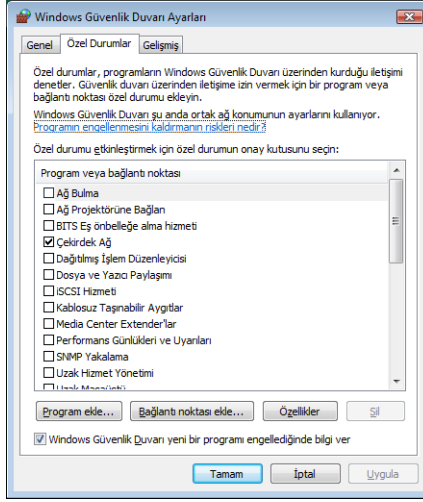 Windows Güvenlik Duvarı Ayarları
Genel Özel Durumlar Gelişmiş
Özel durumlar, programların Windows Güvenlik Duvarı üzerinden kurduğu iletişimi
denetler. Güvenlik duvarı üzerinden iletişime izin vermek için bir program veya
bağlantı noktası özel durumu ekleyin.
Windows Güvenlik Duvarı şu anda ortak ağ konumunun ayarlarını kullanıyor.
Programın engellenmesini kaldırmanın riskleri nedir?
Özel durumu etkinleştirmek için özel durumun onay kutusunu seçin:
Program veya bağlantı noktası
Ağ Bulma
Ağ Projektörüne Bağlan
BITS Eş önbelleğe alma hizmeti
Çekirdek Ağ
Dağıtılmış İşlem Düzenleyicisi
Dosya ve Yazıcı Paylaşımı
iSCSI Hizmeti
Kablosuz Taşınabilir Aygıtlar
Media Center Extender'lar
Performans Günlükleri ve Uyarıları
SNMP Yakalama
Uzak Hizmet Yönetimi
Uzak Masaüstü
Program ekle... Bağlantı noktası ekle... Özellikler Sil
Windows Güvenlik Duvarı yeni bir programı engellediğinde bilgi ver
Tamam İptal Uygula